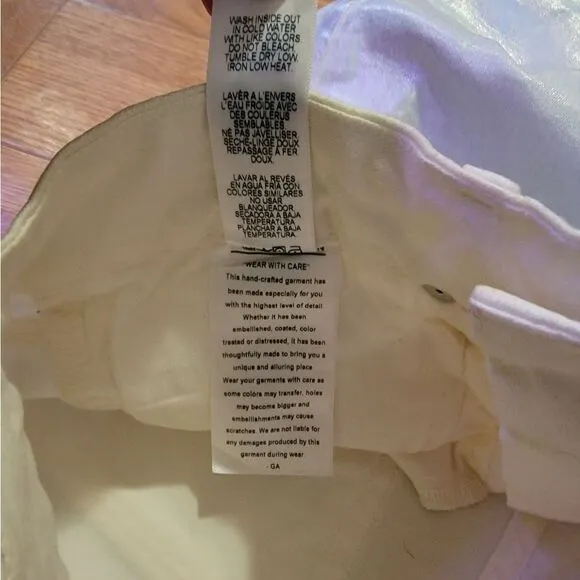 WASH INSIDE OUT
IN COLD WATER
WITH LIKE COLORS
DO NOT BLEACH.
TUMBLE DRY LOW
IRON LOW HEAT.
LAVÉR A L'ENVERS
L'EAU FROIDE AVEC
DES COULERUS
SEMBLABLES
NÉ PAS JAVELLISER
SECHE-LINGE DOUX
REPASSAGE A FER
DOUX.
LAVAR AL REVÉS
EN AGUA FRIA CON
COLORES SIMILARES
NO USAR
BLANQUEADOR
SECADORA A BAJA
TEMPERATURA
PLANCHAR A BAJA
TEMPERATURA
WEAR WITH CARE"
This hand-crafted garment has
been made especially for you
with the highest level of detail.
Whether it has been
embellished, coated, color
treated or distressed, it has been
thoughtfully made to bring you a
unique and alluring place
Wear your garments with care as
some colors may transfer, holes
may become bigger and
embellishments may cause
scratches. We are not liable for
any damages produced by this
garment during wear.
- GA